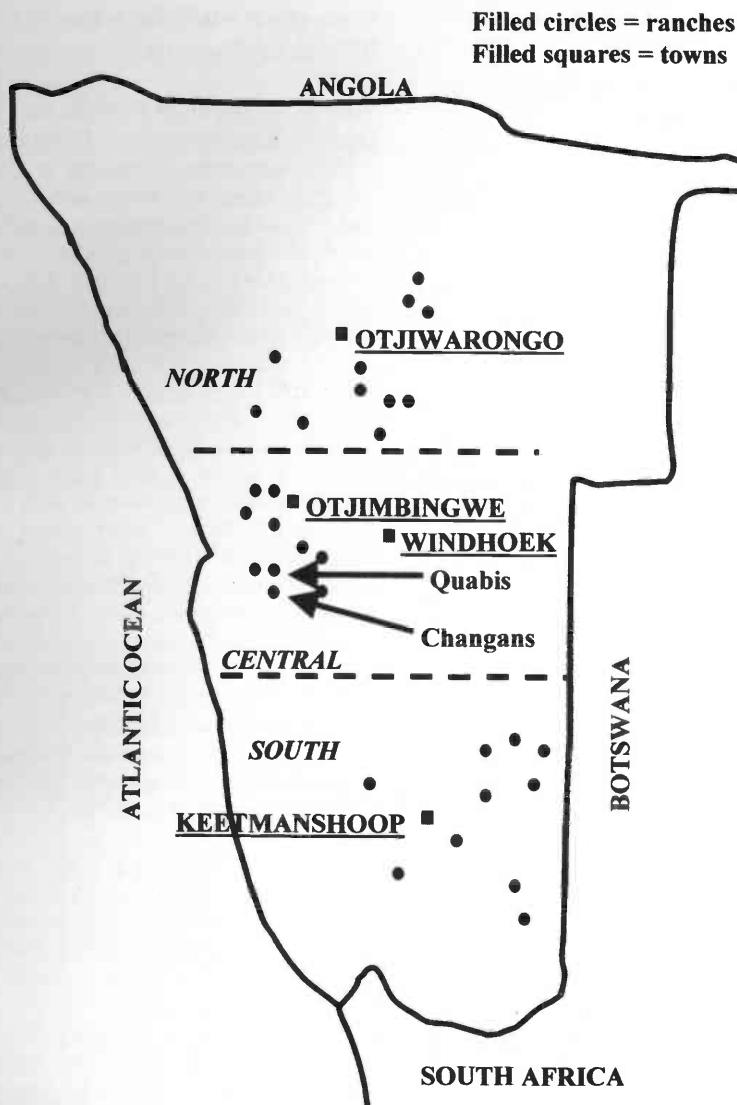 Filled circles = ranches
Filled squares = towns
ANGOLA
OTJIWARONGO
NORTH
OTJIMBINGWE
WINDHOEK
Quabis
Changans
CENTRAL
ATLANTIC OCEAN
BOTSWANA
SOUTH
KEETMANSHOOP
SOUTH AFRICA